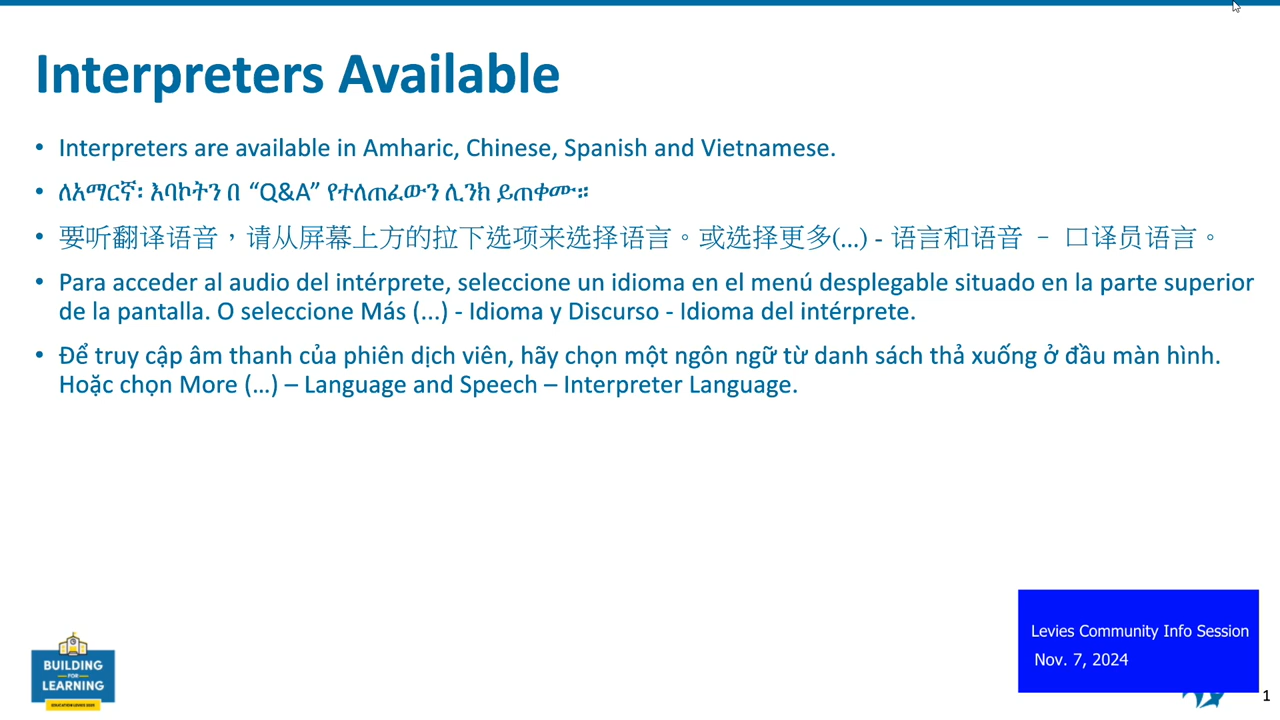 Interpreters Available
• Interpreters are available in Amharic, Chinese, Spanish and Vietnamese.
• ለአማርኛ፡ እባኮትን በ “Q&A” የተለጠፈውን ሊንክ ይጠቀሙ።
• 要听翻译语音，请从屏幕上方的拉下选项来选择语言。或选择更多(...) - 语言和语音 － 口译员语言。
• Para acceder al audio del intérprete, seleccione un idioma en el menú desplegable situado en la parte superior
de la pantalla. O seleccione Más (...) - Idioma y Discurso - Idioma del intérprete.
• Để truy cập âm thanh của phiên dịch viên, hãy chọn một ngôn ngữ từ danh sách thả xuống ở đầu màn hình.
Hoặc chọn More (…) – Language and Speech – Interpreter Language.
Levies Community Info Session
Nov. 7, 2024
BUILDING
FOR
LEARNING
1